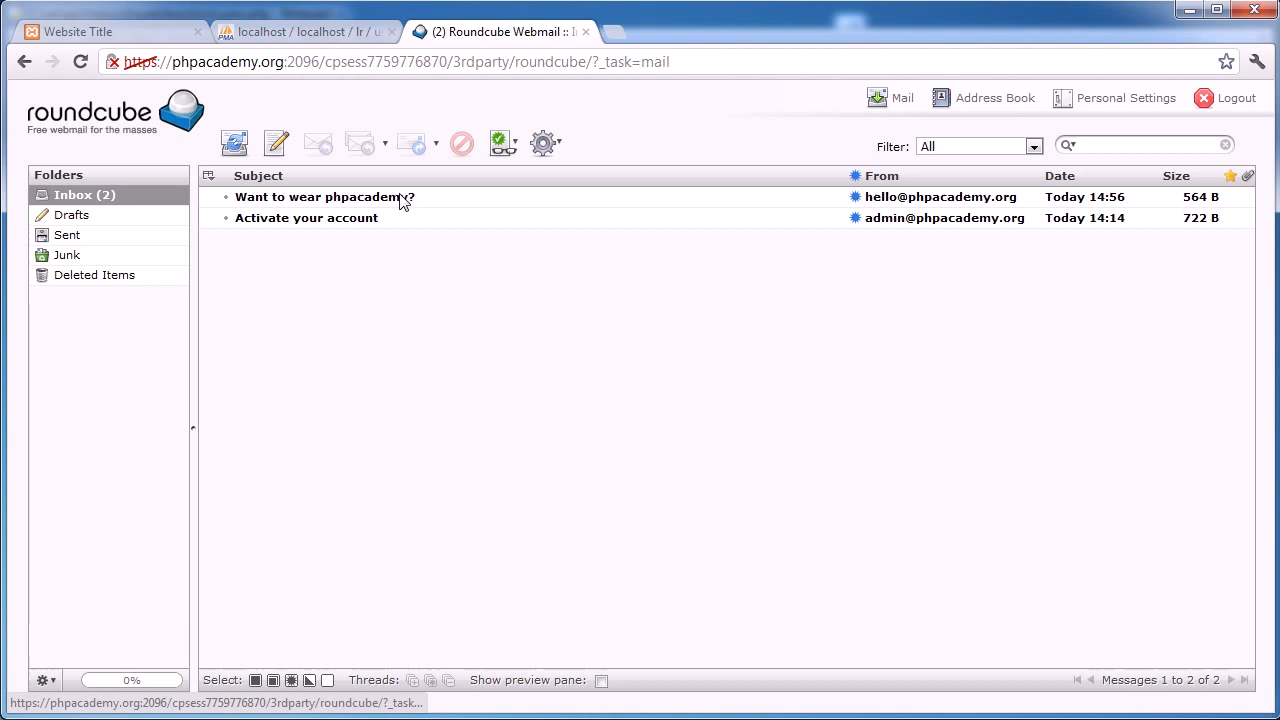 Website Title
localhost / localhost / lr / u
(2) Roundcube Webmail :: I
https://phpacademy.org:2096/cpsess7759776870/3rdparty/roundcube/?_task=mail
roundcube
Free webmail for the masses
Mail
Address Book
Personal Settings
Logout
Filter:
All
Folders
Inbox (2)
Drafts
Sent
Junk
Deleted Items
Subject
From
Date
Size
Want to wear phpacademy?
hello@phpacademy.org
Today 14:56
564 B
Activate your account
admin@phpacademy.org
Today 14:14
722 B
0%
Select:
Threads:
Show preview pane:
Messages 1 to 2 of 2
https://phpacademy.org:2096/cpsess7759776870/3rdparty/roundcube/?_task...